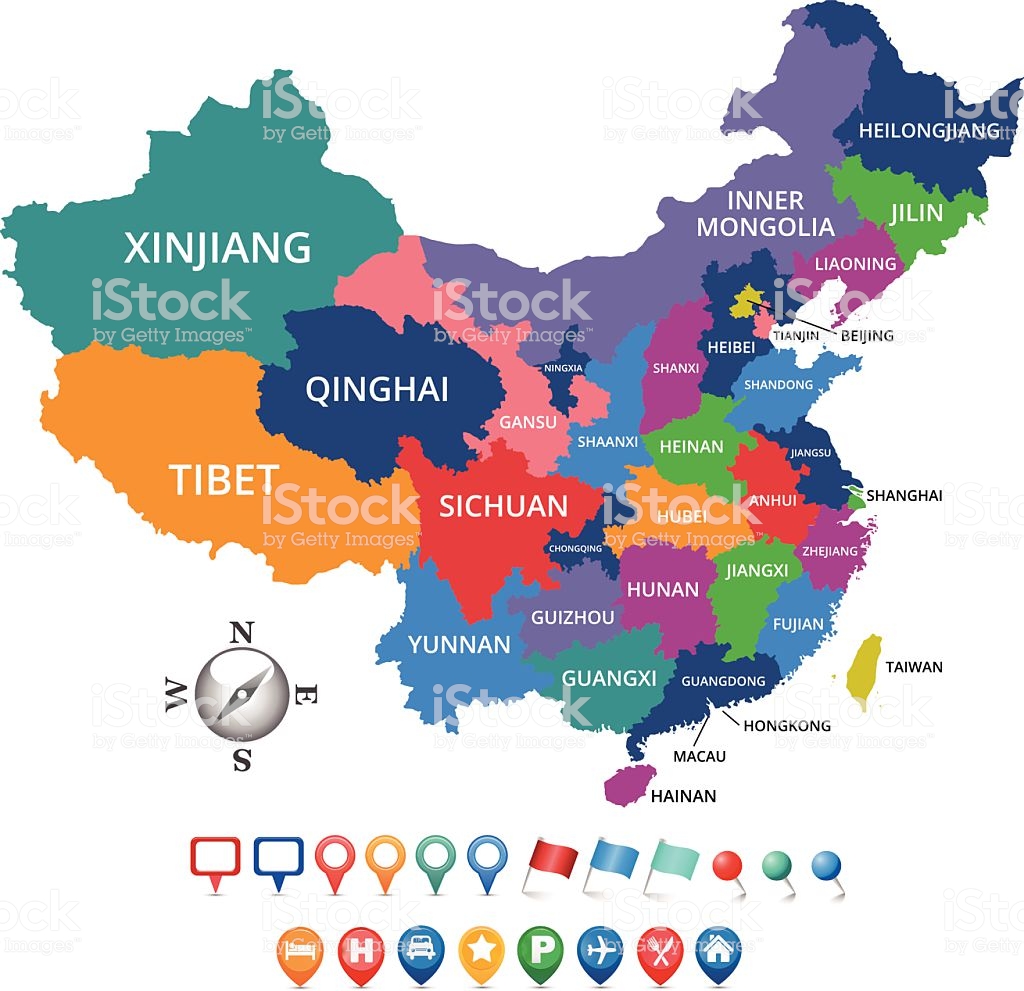 iStock
by Getty Images™
HEILONGJIANG
INNER
MONGOLIA
JILIN
XINJIANG
LIAONING
TIANJIN
BEIJING
HEIBEI
NINGXIA
SHANXI
SHANDONG
QINGHAI
GANSU
SHAANXI
HEINAN
JIANGSU
TIBET
SICHUAN
HUBEI
ANHUI
SHANGHAI
CHONGQING
ZHEJIANG
JIANGXI
HUNAN
GUIZHOU
FUJIAN
YUNNAN
GUANGXI
GUANGDONG
TAIWAN
HONGKONG
MACAU
HAINAN
N
W
E
S
H
P